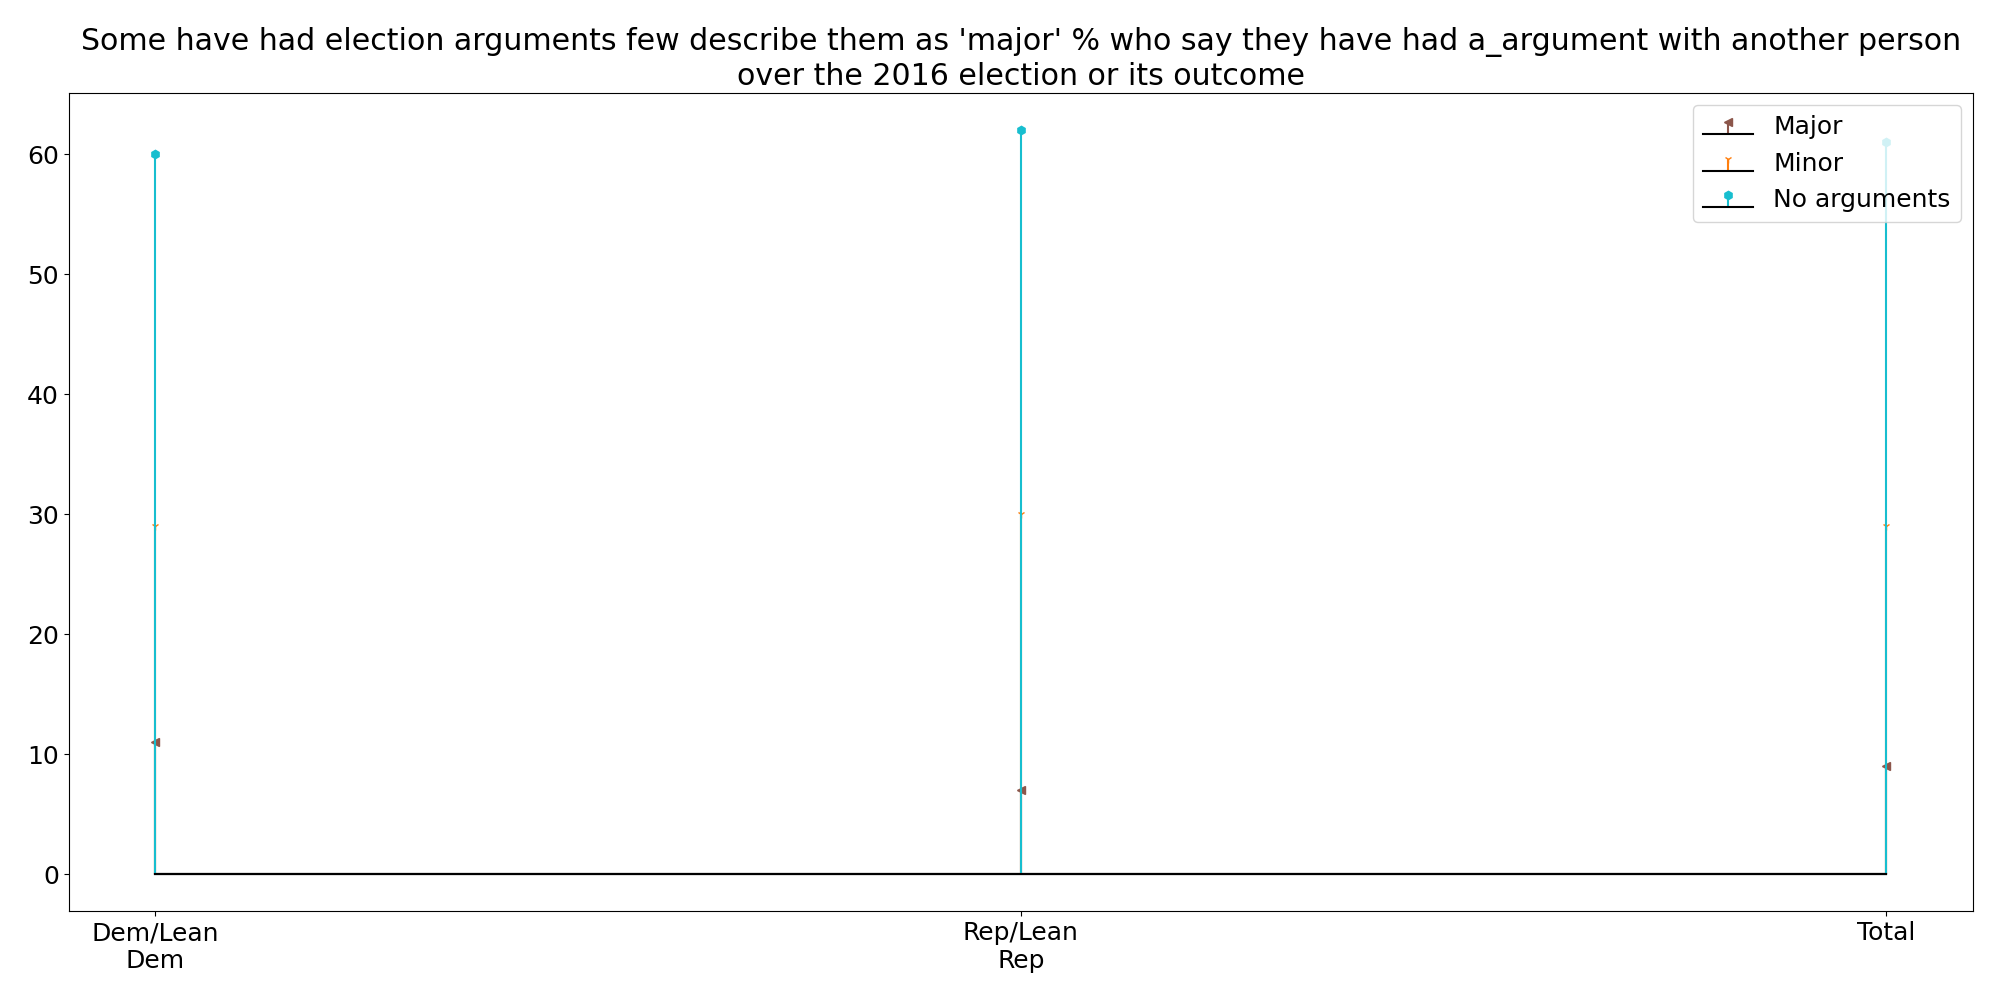 Some have had election arguments few describe them as 'major' % who say they have had a_argument with another person
over the 2016 election or its outcome
Major
Minor
No arguments
60
50
40
30
20
10
0
Dem/Lean
Dem
Rep/Lean
Rep
Total